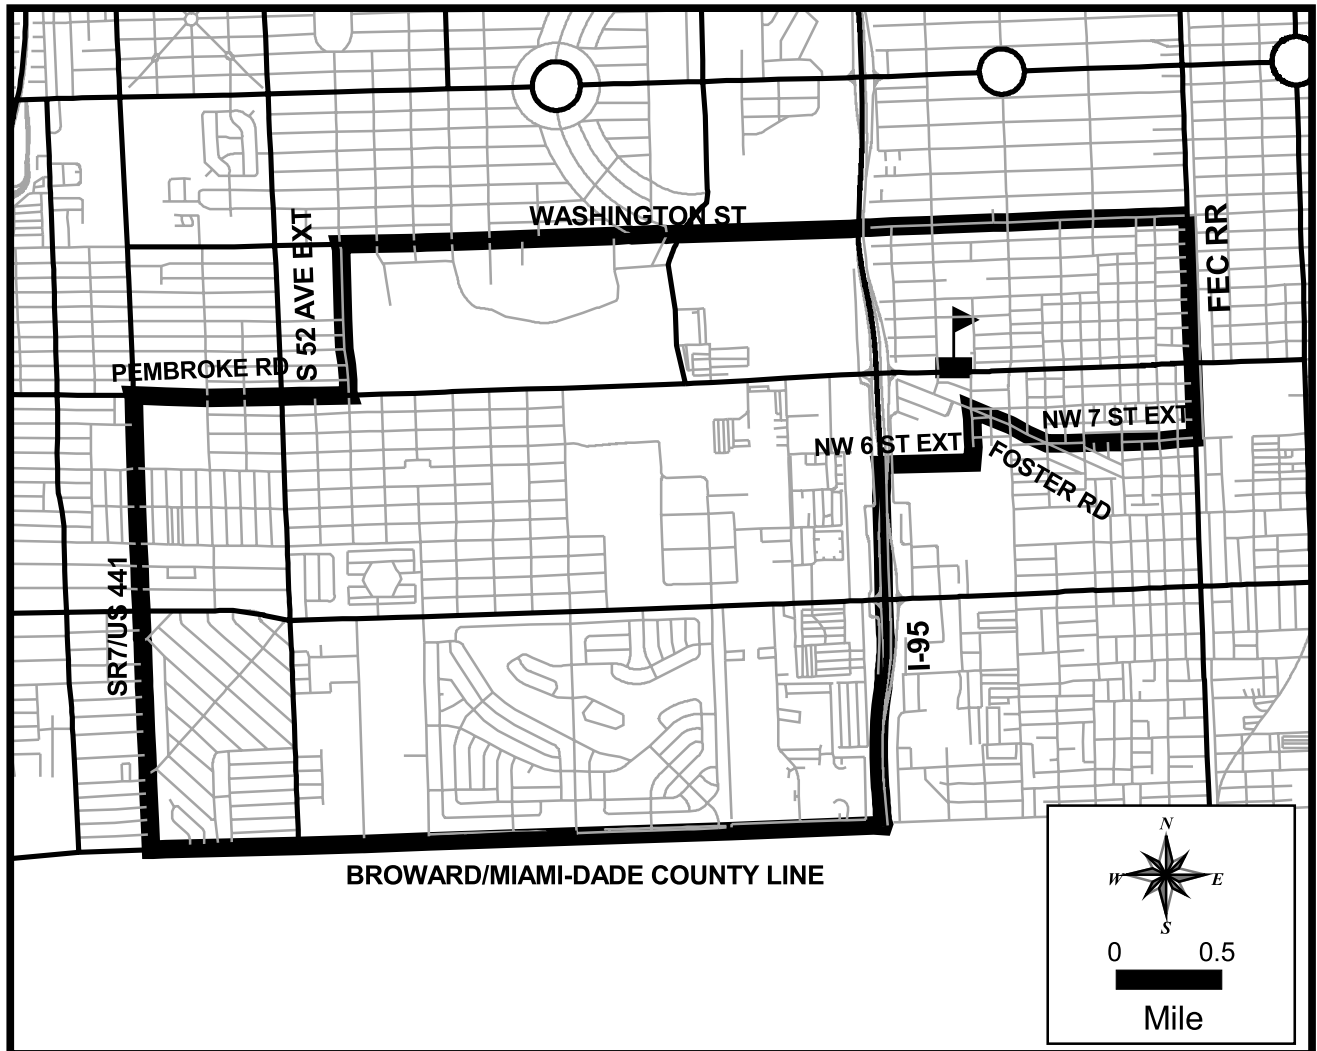 WASHINGTON ST
S 52 AVE EXT
FEC RR
PEMBROKE RD
NW 7 ST EXT
NW 6 ST EXT
FOSTER RD
SR7/US 441
I-95
BROWARD/MIAMI-DADE COUNTY LINE
N
W E
S
0 0.5
Mile